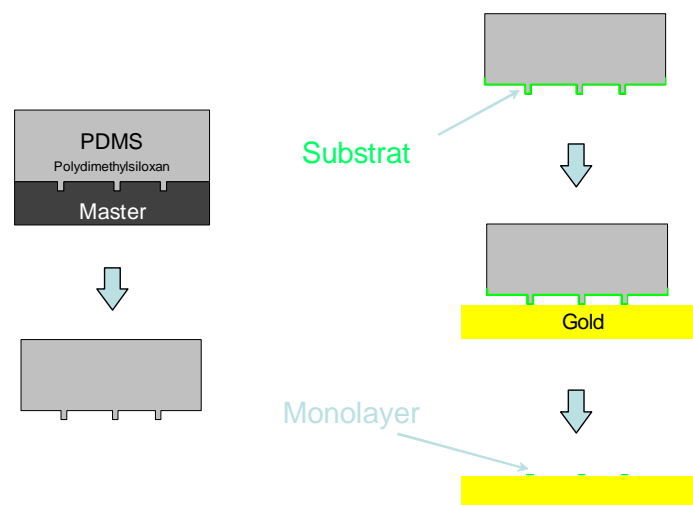 PDMS
Polydimethylsiloxan
Master
Substrat
Gold
Monolayer